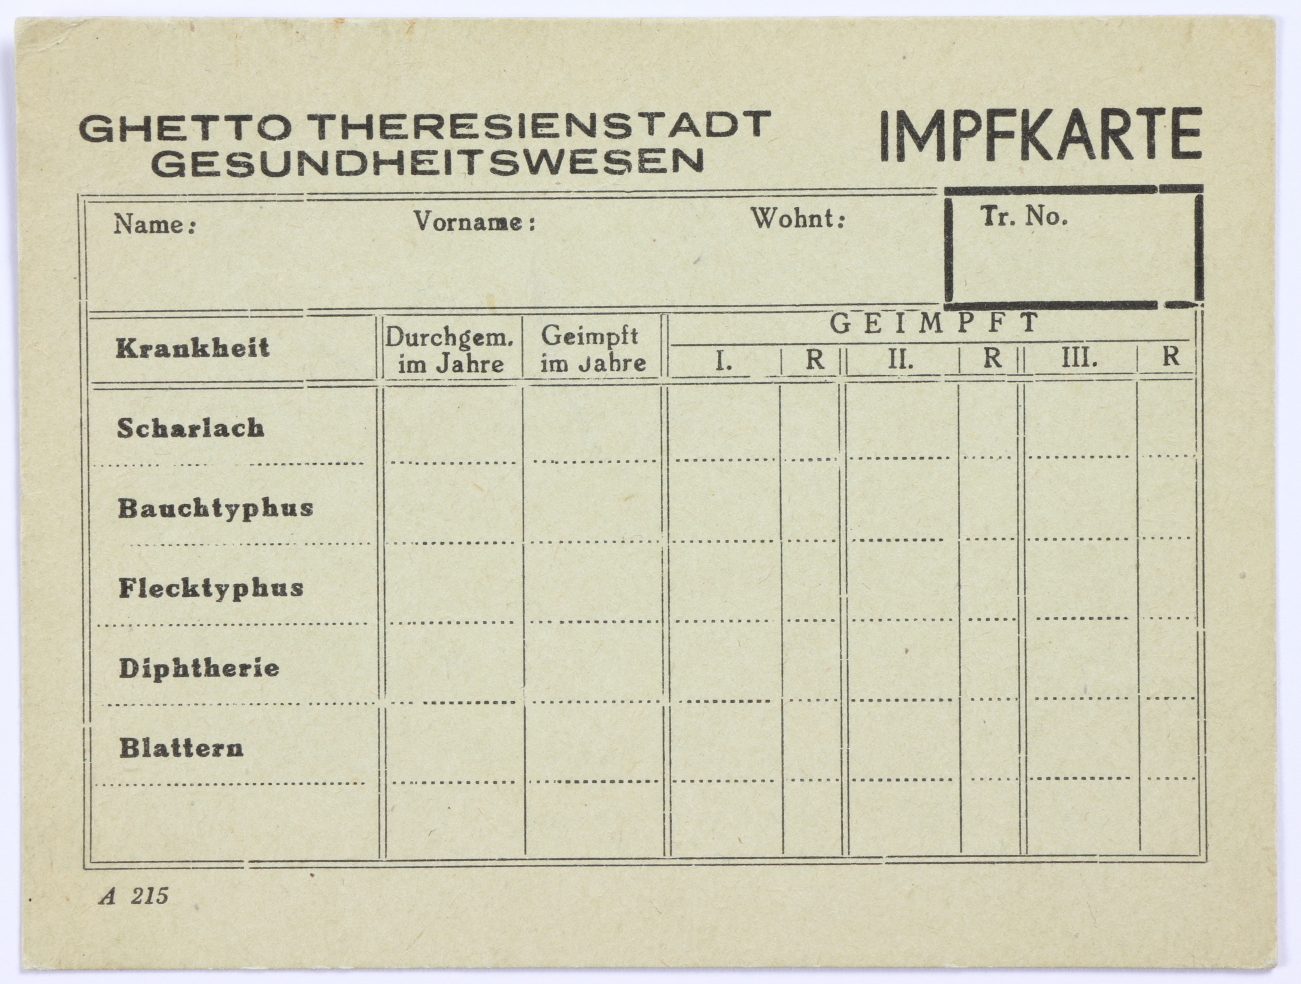 GHETTO THERESIENSTADT
GESUNDHEITSWESEN
IMPFKARTE
Name: Vorname: Wohnt: Tr. No.
Krankheit
Durchgem.
im Jahre
Geimpft
im Jahre
GEIMPFT
I. R II. R III. R
Scharlach
Bauchtyphus
Flecktyphus
Diphtherie
Blattern
A 215